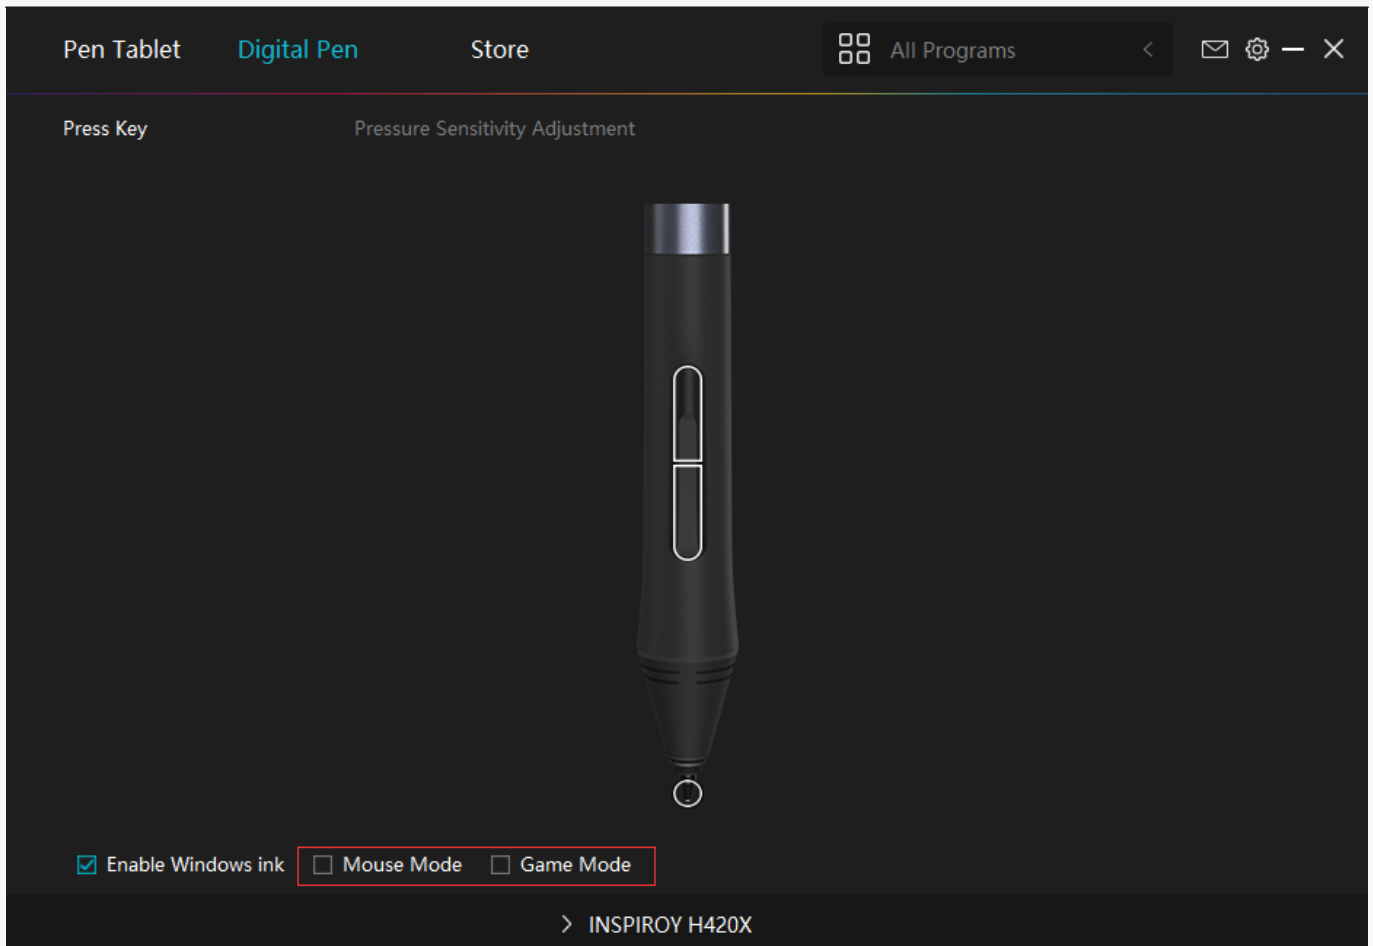 Pen Tablet Digital Pen Store All Programs
Press Key Pressure Sensitivity Adjustment
Enable Windows ink Mouse Mode Game Mode
INSPIROY H420X